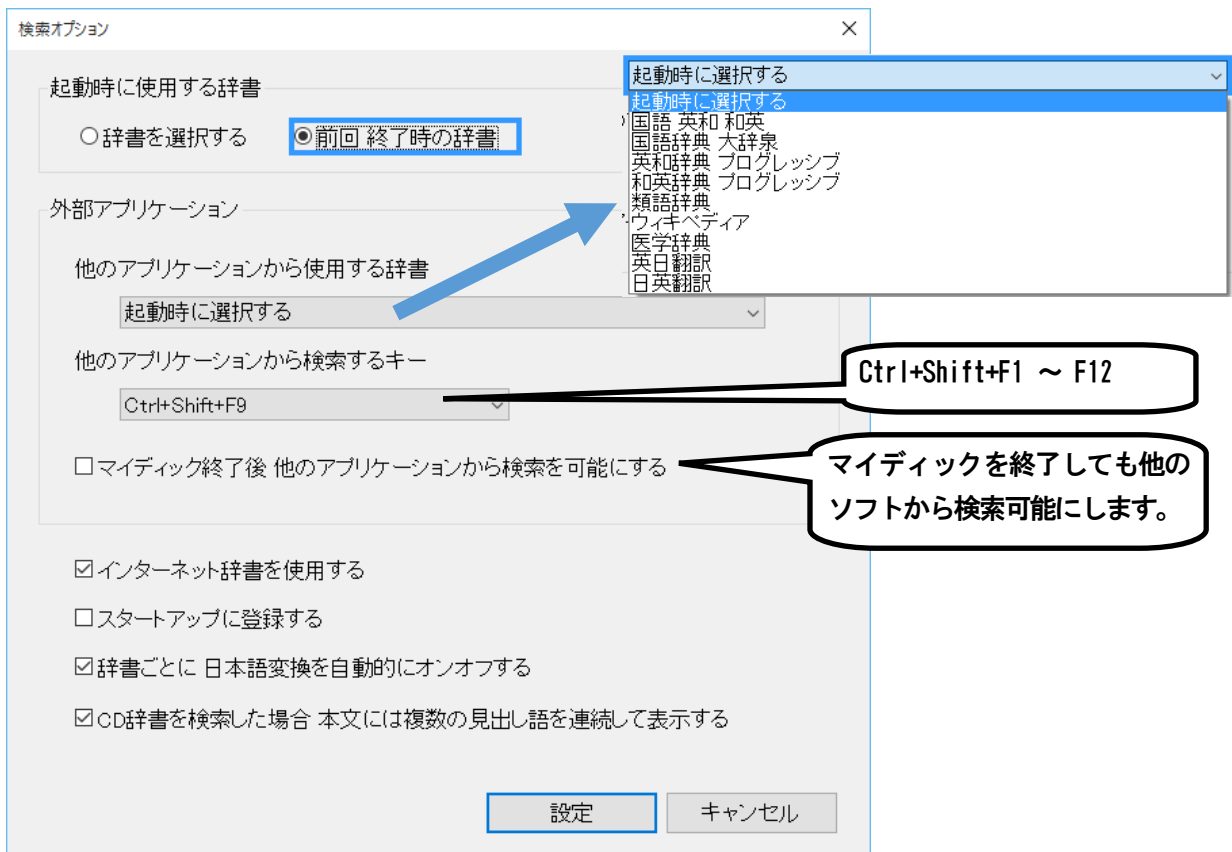 検索オプション
起動時に使用する辞書
辞書を選択する
前回 終了時の辞書
起動時に選択する
起動時に選択する
国語 英和 和英
国語辞典 大辞泉
英和辞典 プログレッシブ
和英辞典 プログレッシブ
類語辞典
ウィキペディア
医学辞典
英日翻訳
日英翻訳
外部アプリケーション
他のアプリケーションから使用する辞書
起動時に選択する
他のアプリケーションから検索するキー
Ctrl+Shift+F9
Ctrl+Shift+F1 ～ F12
マイディック終了後 他のアプリケーションから検索を可能にする
マイディックを終了しても他の
ソフトから検索可能にします。
インターネット辞書を使用する
スタートアップに登録する
辞書ごとに 日本語変換を自動的にオンオフする
CD辞書を検索した場合 本文には複数の見出し語を連続して表示する
設定
キャンセル